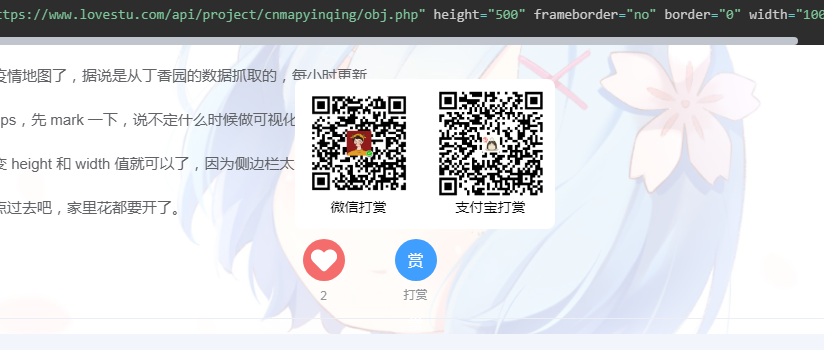 ttps://www.lovestu.com/api/project/cnmapyinqing/obj.php" height="500" frameborder="no" border="0" width="100
疫情地图了，据说是从丁香园的数据抓取的，每小时更新
ps，先 mark 一下，说不定什么时候做可视化
变 height 和 width 值就可以了，因为侧边栏太
点过去吧，家里花都要开了。
微信打赏 支付宝打赏
赏
2 打赏